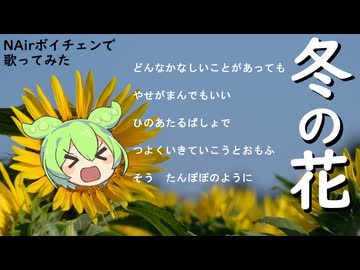 NAirボイチェンで
歌ってみた
どんなかなしいことがあっても
やせがまんでもいい
ひのあたるばしょで
つよくいきていこうとおもふ
そう　たんぽぽのように
冬の花